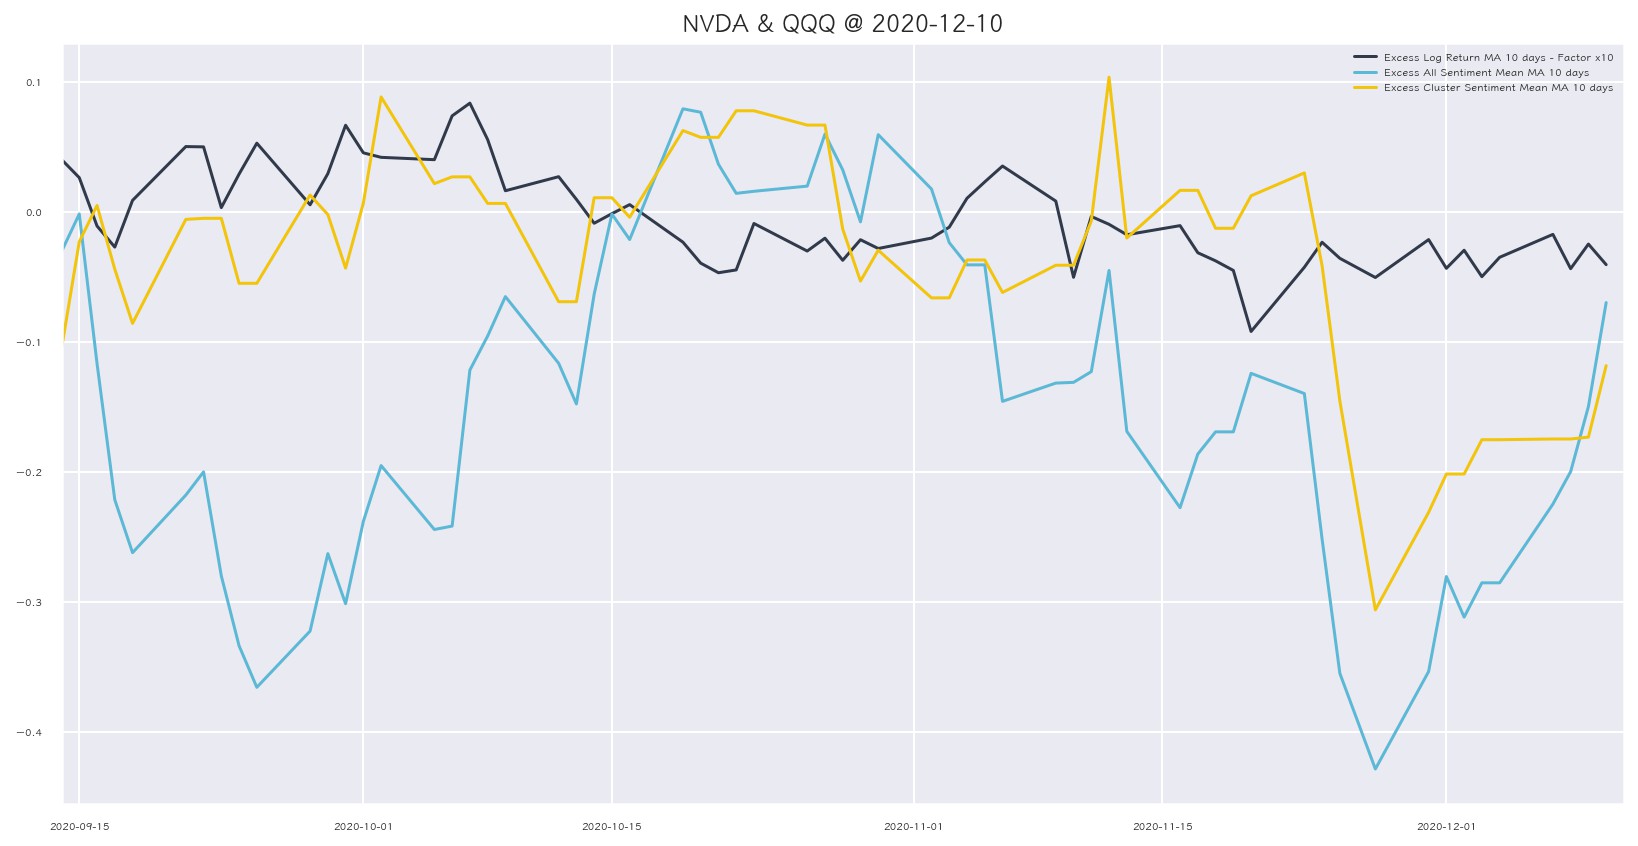 NVDA & QQQ @ 2020-12-10
Excess Log Return MA 10 days - Factor x10
Excess All Sentiment Mean MA 10 days
Excess Cluster Sentiment Mean MA 10 days
0.1
0.0
−0.1
−0.2
−0.3
−0.4
2020-09-15 2020-10-01 2020-10-15 2020-11-01 2020-11-15 2020-12-01